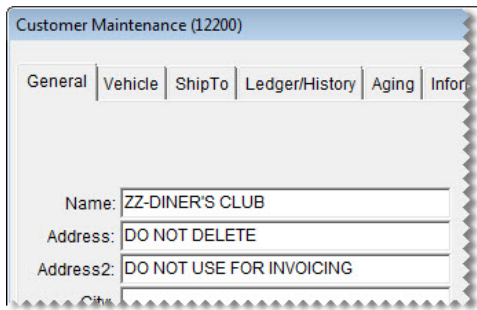 Customer Maintenance (12200)
General Vehicle ShipTo Ledger/History Aging
Name: ZZ-DINER'S CLUB
Address: DO NOT DELETE
Address2: DO NOT USE FOR INVOICING
City: